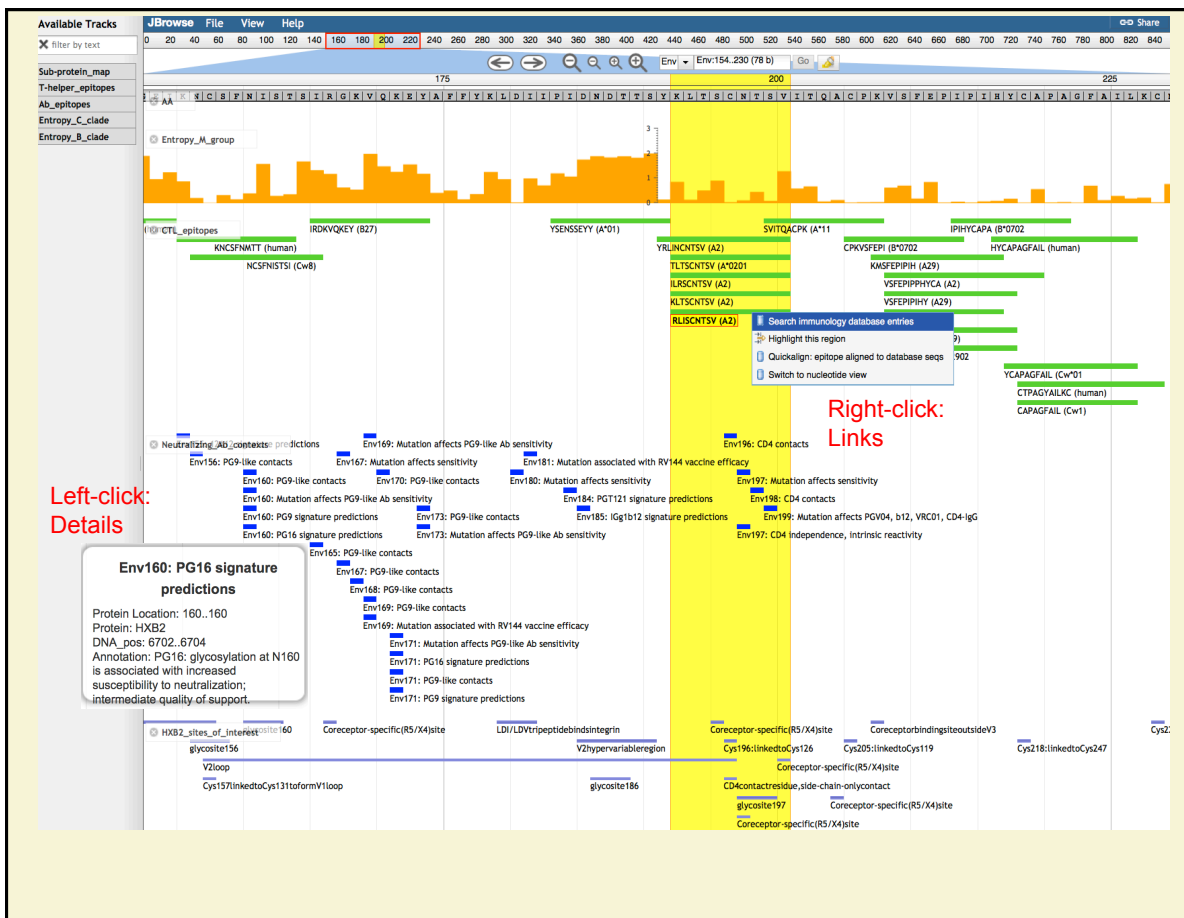 Available Tracks
JBrowse File View Help
Share
filter by text
0 20 40 60 80 100 120 140 160 180 200 220 240 260 280 300 320 340 360 380 400 420 440 460 480 500 520 540 560 580 600 620 640 660 680 700 720 740 760 780 800 820 840
Env Env:154..230 (78 b) Go
Sub-protein_map
T-helper_epitopes
Ab_epitopes
Entropy_C_clade
Entropy_B_clade
175 200 225
K N C S F N I S T S I R G K V Q K E Y A F F Y K L D I I P I D N D T T S Y K L T S C N T S V I T Q A C P K V S F E P I P I H Y C A P A G F A I L K C
AA
Entropy_M_group
3
2
1
0
CTL_epitopes
IRDKVQKEY (B27)
YSENSSEYY (A*01)
SVITQACPK (A*11
IPIHYCAPA (B*0702
KNCSFNMTT (human)
YRLINCNTSV (A2)
CPKVSFEPI (B*0702
HYCAPAGFAIL (human)
NCSFNISTSI (Cw8)
TLTSCNTSV (A*0201
KMSFEPIPIH (A29)
ILRSCNTSV (A2)
VSFEPIPPHYCA (A2)
KLTSCNTSV (A2)
VSFEPIPIHY (A29)
RLISCNTSV (A2)
Search immunology database entries
Highlight this region
9)
Quickalign: epitope aligned to database seqs
902
Switch to nucleotide view
YCAPAGFAIL (Cw*01
CTPAGYAILKC (human)
CAPAGFAIL (Cw1)
Right-click:
Links
Neutralizing_Ab_contexts
Env169: Mutation affects PG9-like Ab sensitivity
Env196: CD4 contacts
Env156: PG9-like contacts
Env167: Mutation affects sensitivity
Env181: Mutation associated with RV144 vaccine efficacy
Env160: PG9-like contacts
Env170: PG9-like contacts
Env180: Mutation affects sensitivity
Env197: Mutation affects sensitivity
Env160: Mutation affects PG9-like Ab sensitivity
Env184: PGT121 signature predictions
Env198: CD4 contacts
Env160: PG9 signature predictions
Env173: PG9-like contacts
Env185: IGg1b12 signature predictions
Env199: Mutation affects PGV04, b12, VRC01, CD4-IgG
Env160: PG16 signature predictions
Env173: Mutation affects PG9-like Ab sensitivity
Env197: CD4 independence, intrinsic reactivity
Env165: PG9-like contacts
Env167: PG9-like contacts
Env168: PG9-like contacts
Env169: PG9-like contacts
Env169: Mutation associated with RV144 vaccine efficacy
Env171: Mutation affects PG9-like Ab sensitivity
Env171: PG16 signature predictions
Env171: PG9-like contacts
Env171: PG9 signature predictions
Left-click:
Details
Env160: PG16 signature
predictions
Protein Location: 160..160
Protein: HXB2
DNA_pos: 6702..6704
Annotation: PG16: glycosylation at N160
is associated with increased
susceptibility to neutralization;
intermediate quality of support.
HXB2_sites_of_interest
glycosite160
Coreceptor-specific(R5/X4)site
LDI/LDVtripeptidebindsintegrin
Coreceptor-specific(R5/X4)site
CoreceptorbindingsiteoutsideV3
glycosite156
V2hypervariableregion
Cys196:linkedtoCys126
Cys205:linkedtoCys119
Cys218:linkedtoCys247
V2loop
Coreceptor-specific(R5/X4)site
Cys157linkedtoCys131toformV1loop
glycosite186
CD4contactresidue,side-chain-onlycontact
glycosite197
Coreceptor-specific(R5/X4)site
Coreceptor-specific(R5/X4)site